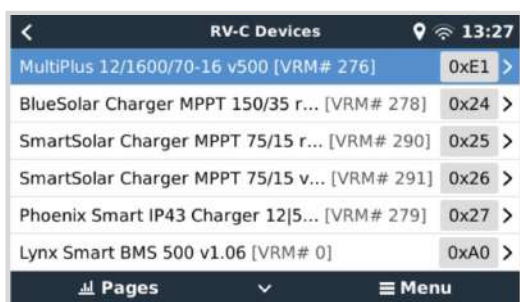 RV-C Devices 13:27
MultiPlus 12/1600/70-16 v500 [VRM# 276] 0xE1
BlueSolar Charger MPPT 150/35 r... [VRM# 278] 0x24
SmartSolar Charger MPPT 75/15 r... [VRM# 290] 0x25
SmartSolar Charger MPPT 75/15 v... [VRM# 291] 0x26
Phoenix Smart IP43 Charger 12|5... [VRM# 279] 0x27
Lynx Smart BMS 500 v1.06 [VRM# 0] 0xA0
Pages Menu